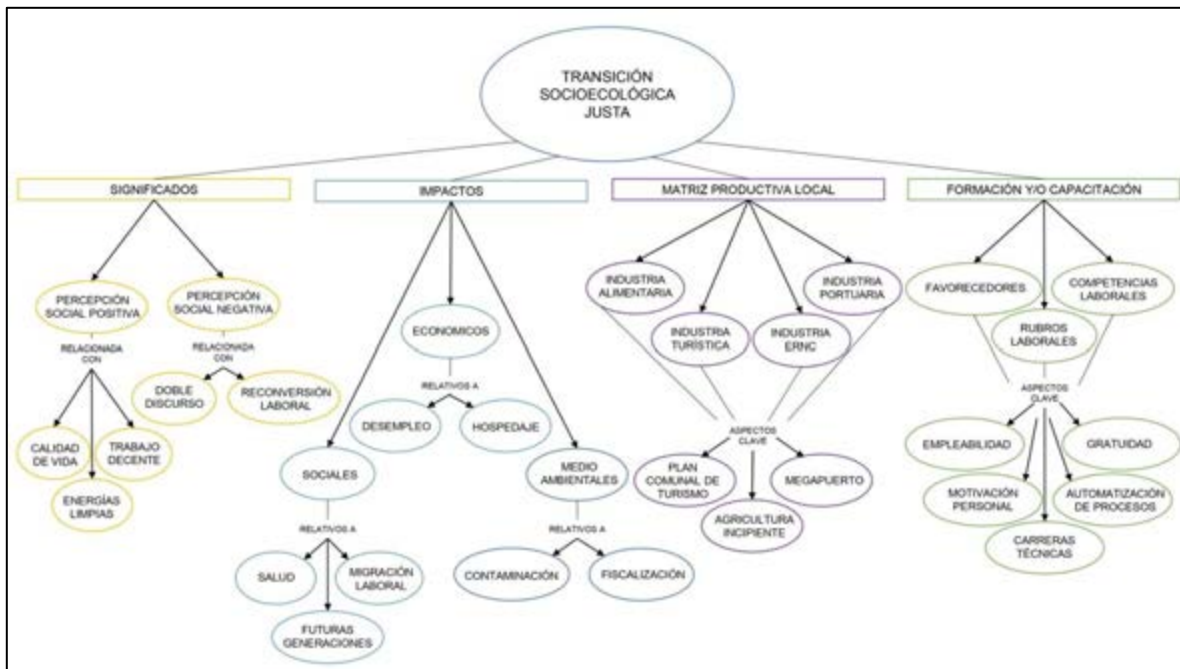 TRANSICIÓN
SOCIOECOLÓGICA
JUSTA
SIGNIFICADOS
PERCEPCIÓN
SOCIAL POSITIVA
RELACIONADA
CON
CALIDAD
DE VIDA
ENERGÍAS
LIMPIAS
TRABAJO
DECENTE
PERCEPCIÓN
SOCIAL NEGATIVA
RELACIONADA
CON
DOBLE
DISCURSO
RECONVERSIÓN
LABORAL
IMPACTOS
SOCIALES
RELATIVOS A
SALUD
FUTURAS
GENERACIONES
MIGRACIÓN
LABORAL
ECONOMICOS
RELATIVOS A
DESEMPLEO
HOSPEDAJE
MEDIO
AMBIENTALES
RELATIVOS A
CONTAMINACIÓN
FISCALIZACIÓN
MATRIZ PRODUCTIVA LOCAL
INDUSTRIA
ALIMENTARIA
INDUSTRIA
TURÍSTICA
INDUSTRIA
ERNC
INDUSTRIA
PORTUARIA
ASPECTOS
CLAVE
PLAN
COMUNAL DE
TURISMO
AGRICULTURA
INCIPIENTE
MEGAPUERTO
FORMACIÓN Y/O CAPACITACIÓN
FAVORECEDORES
RUBROS
LABORALES
COMPETENCIAS
LABORALES
ASPECTOS
CLAVE
EMPLEABILIDAD
MOTIVACIÓN
PERSONAL
CARRERAS
TÉCNICAS
AUTOMATIZACIÓN
DE PROCESOS
GRATUIDAD